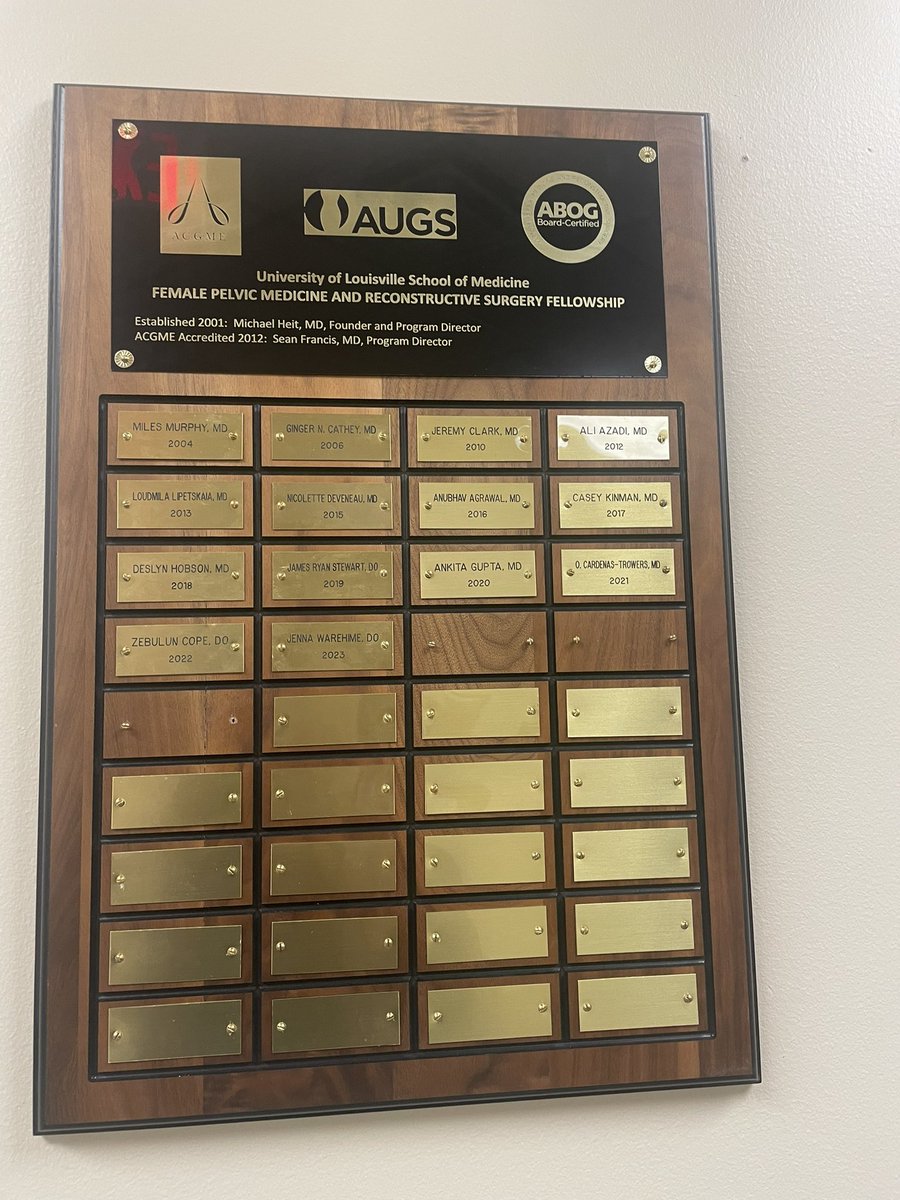 ACGME
AUGS
ABOG
Board-Certified
University of Louisville School of Medicine
FEMALE PELVIC MEDICINE AND RECONSTRUCTIVE SURGERY FELLOWSHIP
Established 2001: Michael Heit, MD, Founder and Program Director
ACGME Accredited 2012: Sean Francis, MD, Program Director
MILES MURPHY, MD
2004
GINGER N. CATHEY, MD
2006
JEREMY CLARK, MD
2010
ALI AZADI, MD
2012
LOUDMILA LIPETSKAIA, MD
2013
NICOLETTE DEVENEAU, MD
2015
ANUBHAV AGRAWAL, MD
2016
CASEY KINMAN, MD
2017
DESLYN HOBSON, MD
2018
JAMES RYAN STEWART, DO
2019
ANKITA GUPTA, MD
2020
O. CARDENAS-TROWERS, MD
2021
ZEBULUN COPE, DO
2022
JENNA WAREHIME, DO
2023